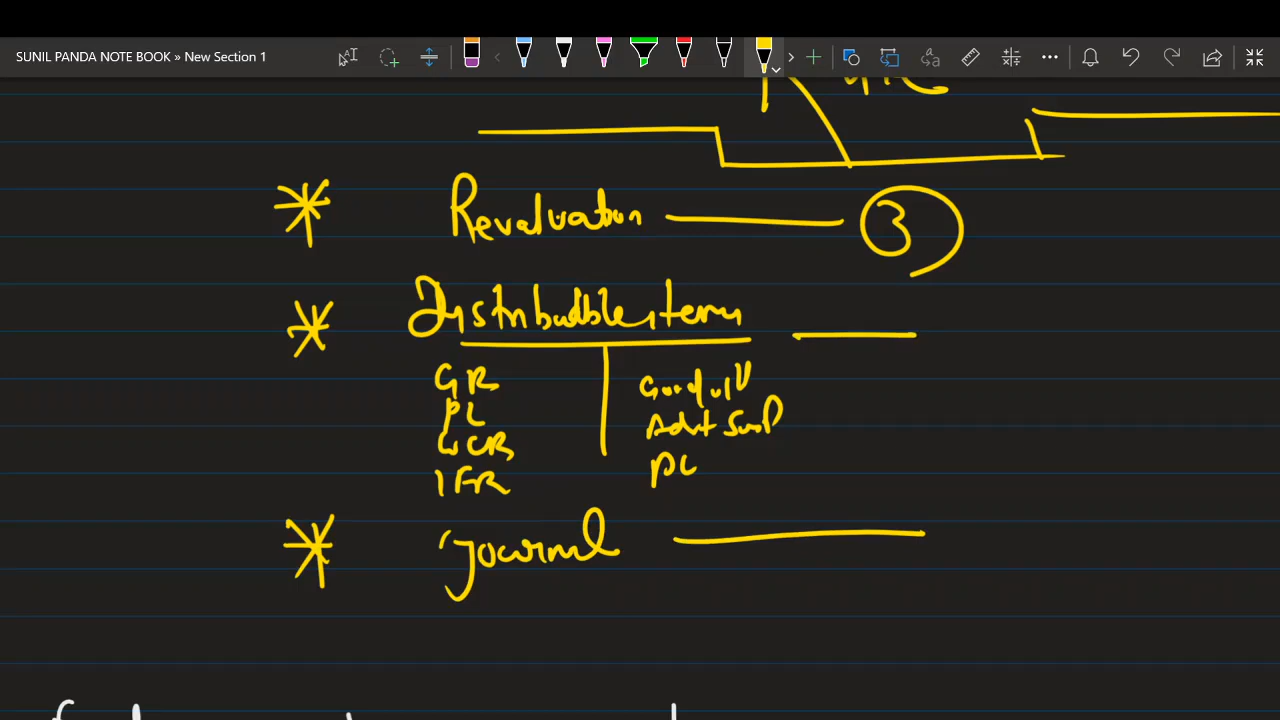 SUNIL PANDA NOTE BOOK » New Section 1
Revaluation 3
Distributable items
GR Goodwill
PL Advt Susp
WCR PL
IFR
Journal